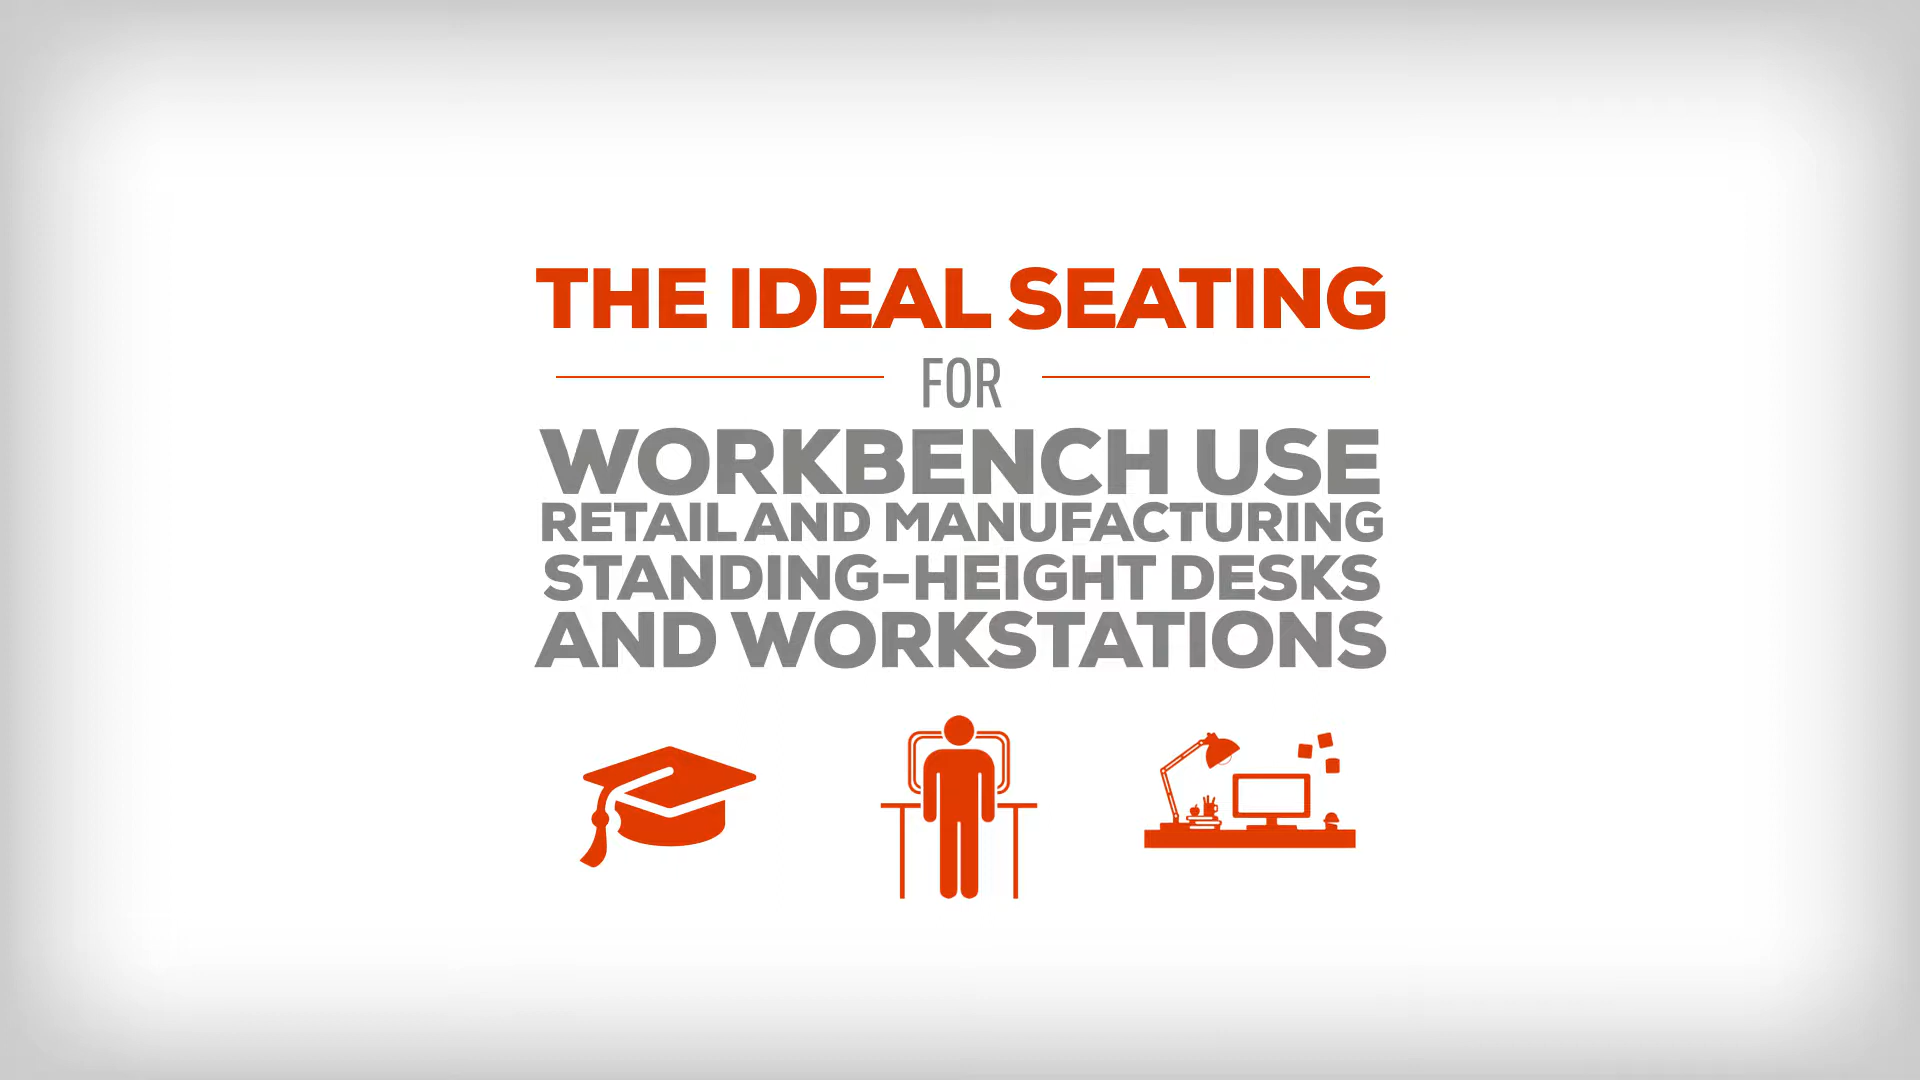 THE IDEAL SEATING
FOR
WORKBENCH USE
RETAIL AND MANUFACTURING
STANDING-HEIGHT DESKS
AND WORKSTATIONS